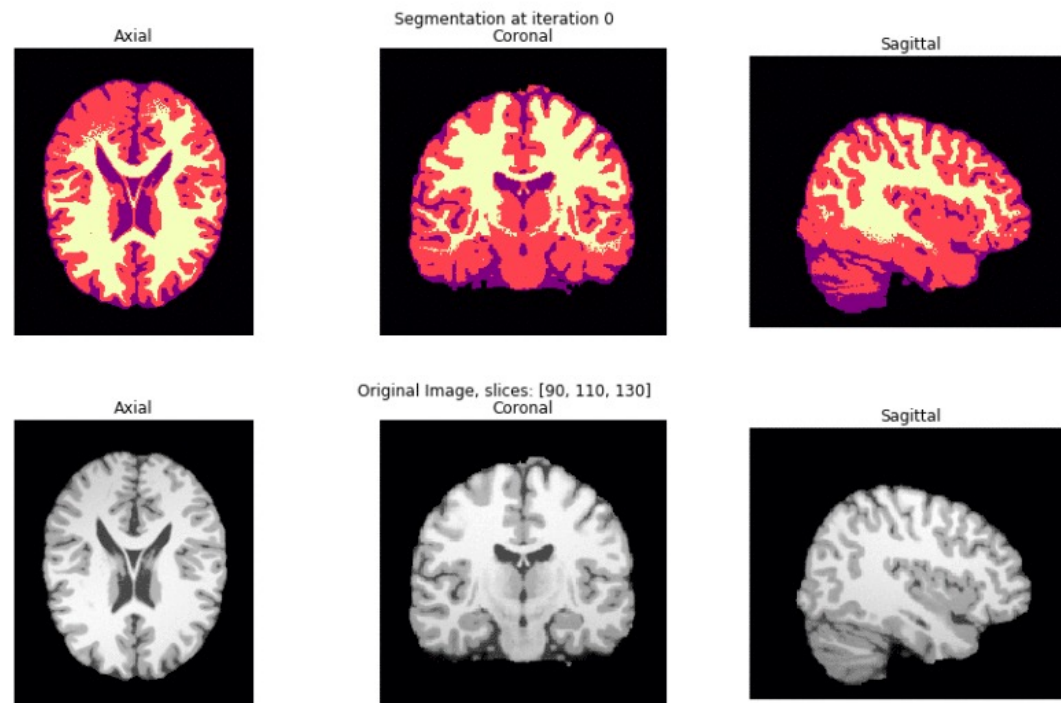 Segmentation at iteration 0
Axial
Coronal
Sagittal
Original Image, slices: [90, 110, 130]
Axial
Coronal
Sagittal